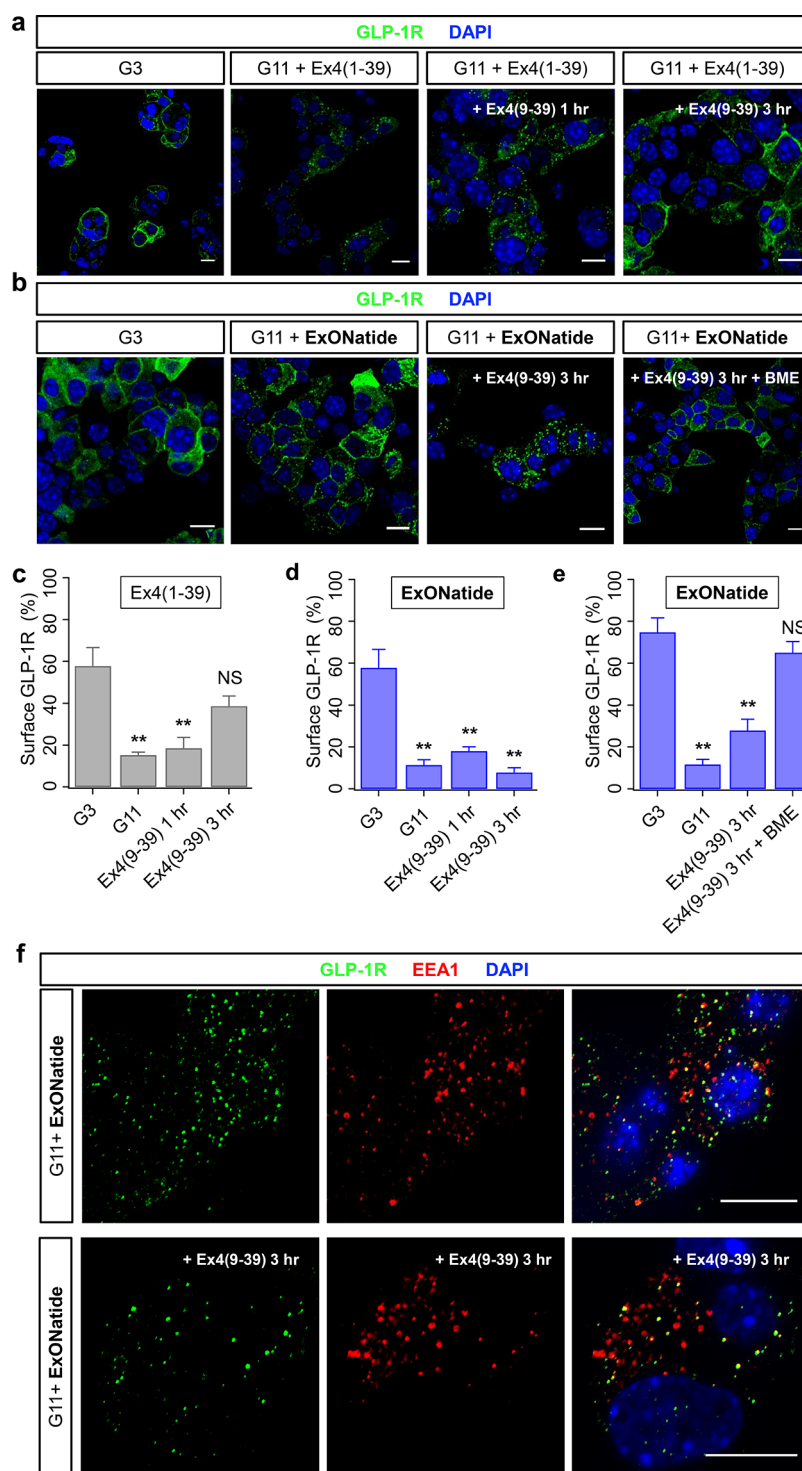 a
GLP-1R DAPI
G3
G11 + Ex4(1-39)
G11 + Ex4(1-39)
G11 + Ex4(1-39)
+ Ex4(9-39) 1 hr
+ Ex4(9-39) 3 hr
b
GLP-1R DAPI
G3
G11 + ExONatide
G11 + ExONatide
G11+ ExONatide
+ Ex4(9-39) 3 hr
+ Ex4(9-39) 3 hr + BME
c
Ex4(1-39)
Surface GLP-1R (%)
100
80
60
40
20
0
**
**
NS
G3
G11
Ex4(9-39) 1 hr
Ex4(9-39) 3 hr
d
ExONatide
Surface GLP-1R (%)
100
80
60
40
20
0
**
**
**
G3
G11
Ex4(9-39) 1 hr
Ex4(9-39) 3 hr
e
ExONatide
Surface GLP-1R (%)
100
80
60
40
20
0
**
**
NS
G3
G11
Ex4(9-39) 3 hr
Ex4(9-39) 3 hr + BME
f
GLP-1R EEA1 DAPI
G11+ ExONatide
G11+ ExONatide
+ Ex4(9-39) 3 hr
+ Ex4(9-39) 3 hr
+ Ex4(9-39) 3 hr